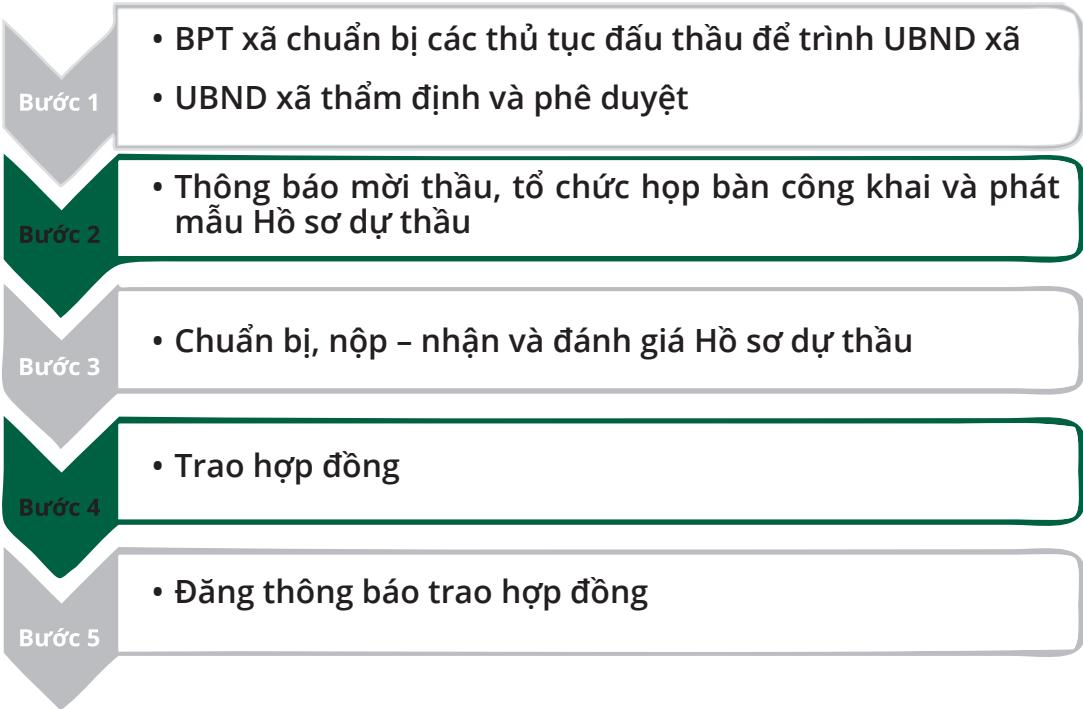 Bước 1
• BPT xã chuẩn bị các thủ tục đấu thầu để trình UBND xã
• UBND xã thẩm định và phê duyệt
Bước 2
• Thông báo mời thầu, tổ chức họp bàn công khai và phát
mẫu Hồ sơ dự thầu
Bước 3
• Chuẩn bị, nộp – nhận và đánh giá Hồ sơ dự thầu
Bước 4
• Trao hợp đồng
Bước 5
• Đăng thông báo trao hợp đồng